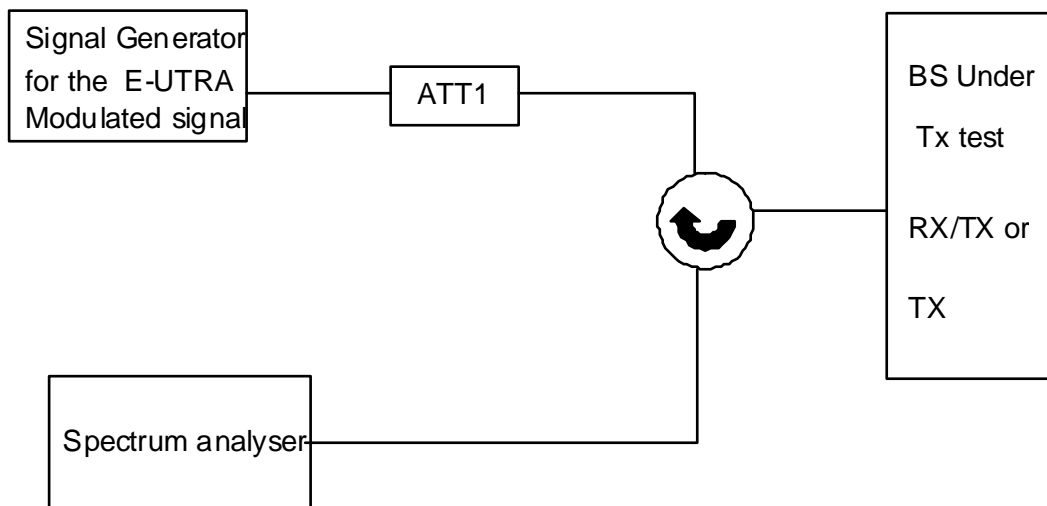 Signal Generator
for the E-UTRA
Modulated signal
ATT1
BS Under
Tx test
RX/TX or
TX
Spectrum analyser